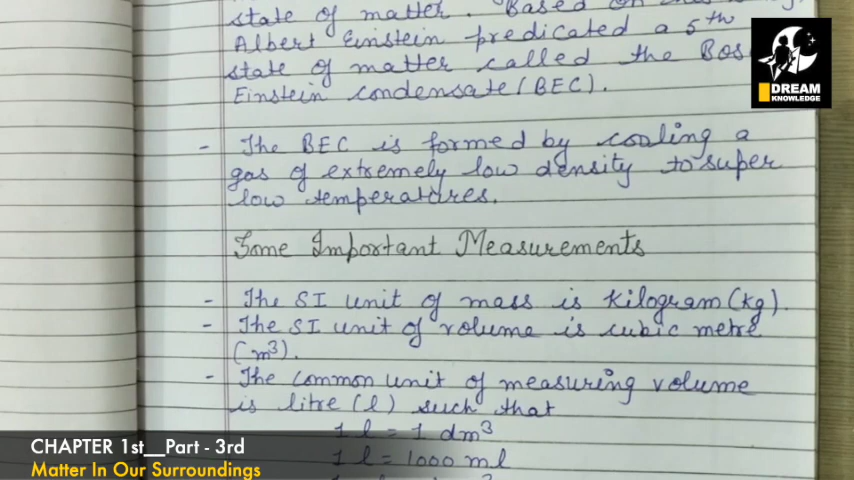 state of matter. Based on
Albert Einstein predicated a 5th
state of matter called the Bos
Einstein condensate (BEC).
- The BEC is formed by cooling a
gas of extremely low density to super
low temperatures.
Some Important Measurements
- The SI unit of mass is Kilogram (kg).
- The SI unit of volume is cubic metre
(m³).
- The common unit of measuring volume
is litre (l) such that
1 l = 1 dm³
1 l = 1000 ml
DREAM
KNOWLEDGE
CHAPTER 1st__Part - 3rd
Matter In Our Surroundings